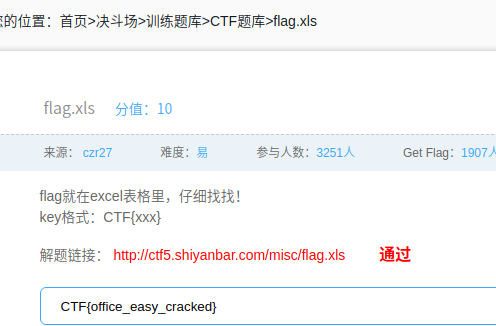 您的位置：首页>决斗场>训练题库>CTF题库>flag.xls
flag.xls 分值：10
来源： czr27 难度：易 参与人数：3251人 Get Flag：1907人
flag就在excel表格里，仔细找找！
key格式：CTF{xxx}
解题链接： http://ctf5.shiyanbar.com/misc/flag.xls 通过
CTF{office_easy_cracked}